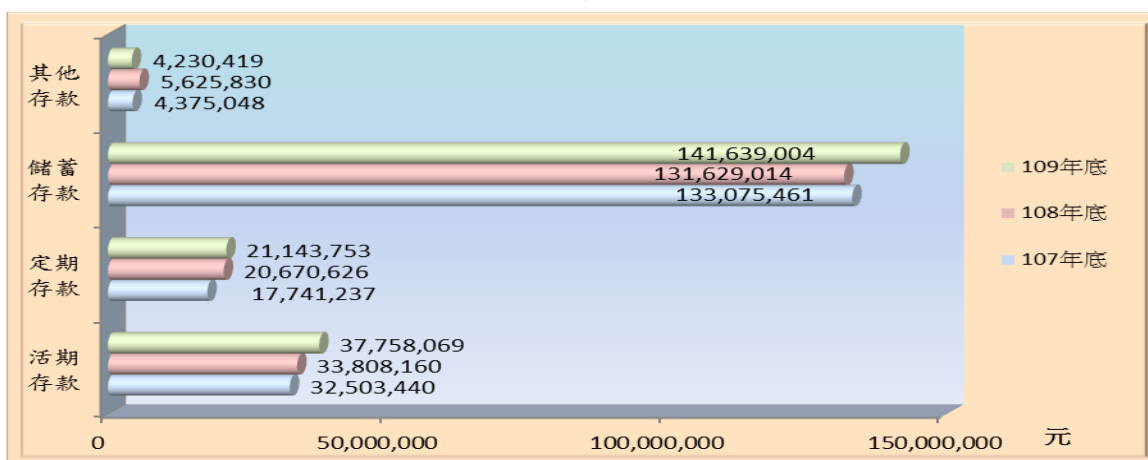 其他
存款
4,230,419
5,625,830
4,375,048
儲蓄
存款
141,639,004
131,629,014
133,075,461
定期
存款
21,143,753
20,670,626
17,741,237
活期
存款
37,758,069
33,808,160
32,503,440
109年底
108年底
107年底
0 50,000,000 100,000,000 150,000,000 元